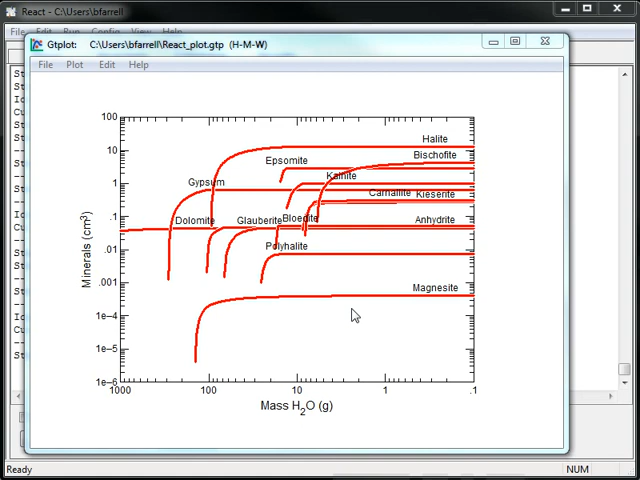 React - C:\Users\bfarrell
File Edit Run Config View Help
Gtplot: C:\Users\bfarrell\React_plot.gtp (H-M-W)
File Plot Edit Help
100
10
1
.1
.01
.001
1e-4
1e-5
1e-6
Minerals (cm³)
Halite
Bischofite
Epsomite
Kainite
Gypsum
Carnallite
Kieserite
Dolomite
Glauberite
Bloedite
Anhydrite
Polyhalite
Magnesite
1000 100 10 1 .1
Mass H₂O (g)
Ready
NUM